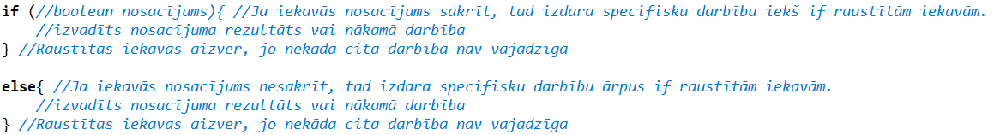 if (//boolean nosacījums){ //Ja iekavās nosacījums sakrīt, tad izdara specifisku darbību iekš if raustītām iekavām.
//izvadīts nosacījuma rezultāts vai nākamā darbība
} //Raustītas iekavas aizver, jo nekāda cita darbība nav vajadzīga
else{ //Ja iekavās nosacījums nesakrīt, tad izdara specifisku darbību ārpus if raustītām iekavām.
//izvadīts nosacījuma rezultāts vai nākamā darbība
} //Raustītas iekavas aizver, jo nekāda cita darbība nav vajadzīga